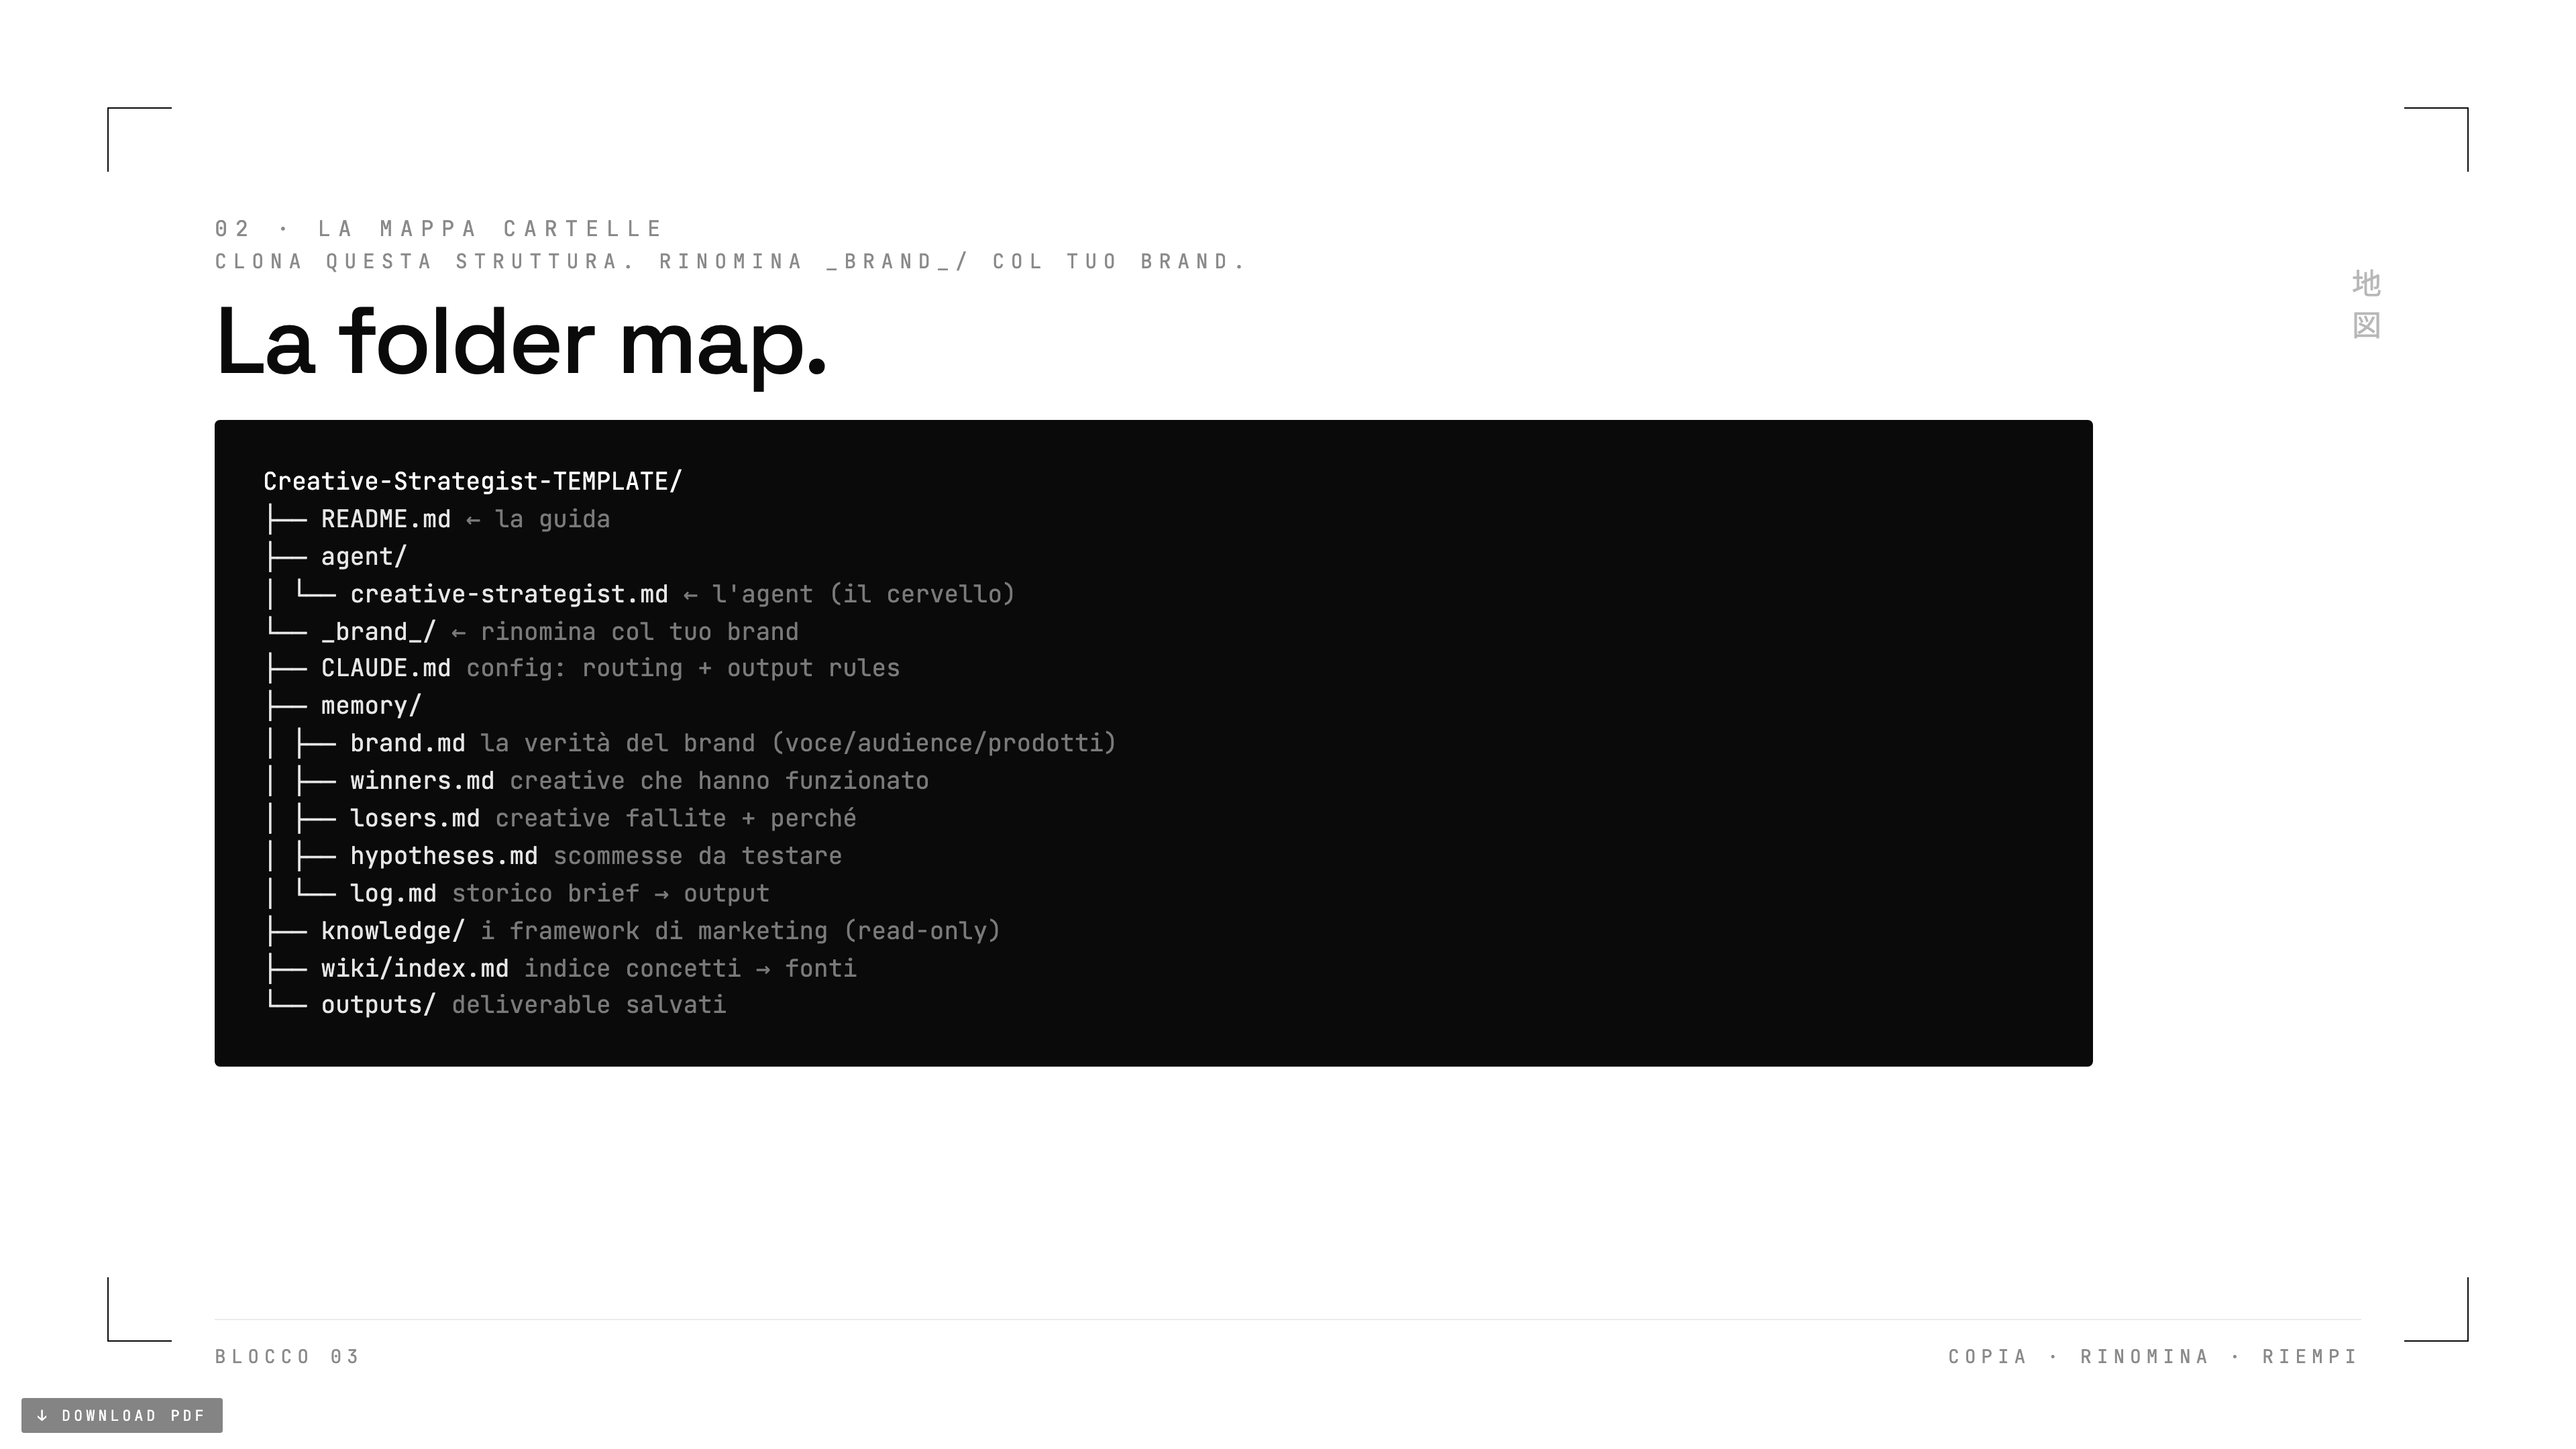 02 · LA MAPPA CARTELLE
CLONA QUESTA STRUTTURA. RINOMINA _BRAND_/ COL TUO BRAND.
La folder map.
地
図
Creative-Strategist-TEMPLATE/
├── README.md ← la guida
├── agent/
│ └── creative-strategist.md ← l'agent (il cervello)
└── _brand_/ ← rinomina col tuo brand
├── CLAUDE.md config: routing + output rules
├── memory/
│ ├── brand.md la verità del brand (voce/audience/prodotti)
│ ├── winners.md creative che hanno funzionato
│ ├── losers.md creative fallite + perché
│ ├── hypotheses.md scommesse da testare
│ └── log.md storico brief → output
├── knowledge/ i framework di marketing (read-only)
├── wiki/index.md indice concetti → fonti
└── outputs/ deliverable salvati
BLOCCO 03
COPIA · RINOMINA · RIEMPI
↓ DOWNLOAD PDF